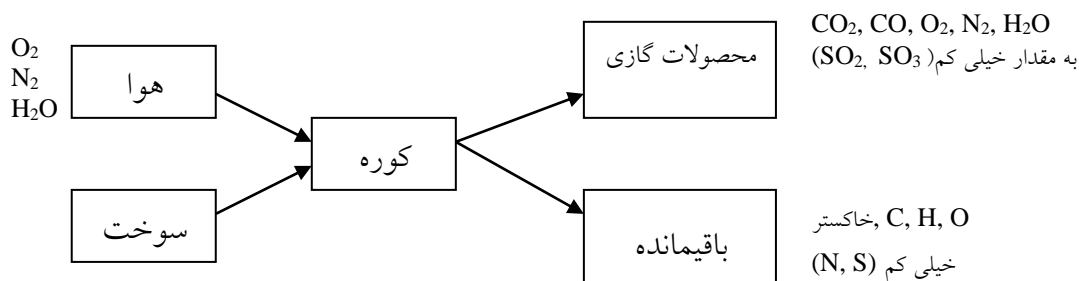 O2
N2
H2O
هوا
سوخت
کوره
محصولات گازی
CO2, CO, O2, N2, H2O
به مقدار خیلی کم( SO2, SO3)
باقیمانده
خاکستر, C, H, O
خیلی کم (N, S)